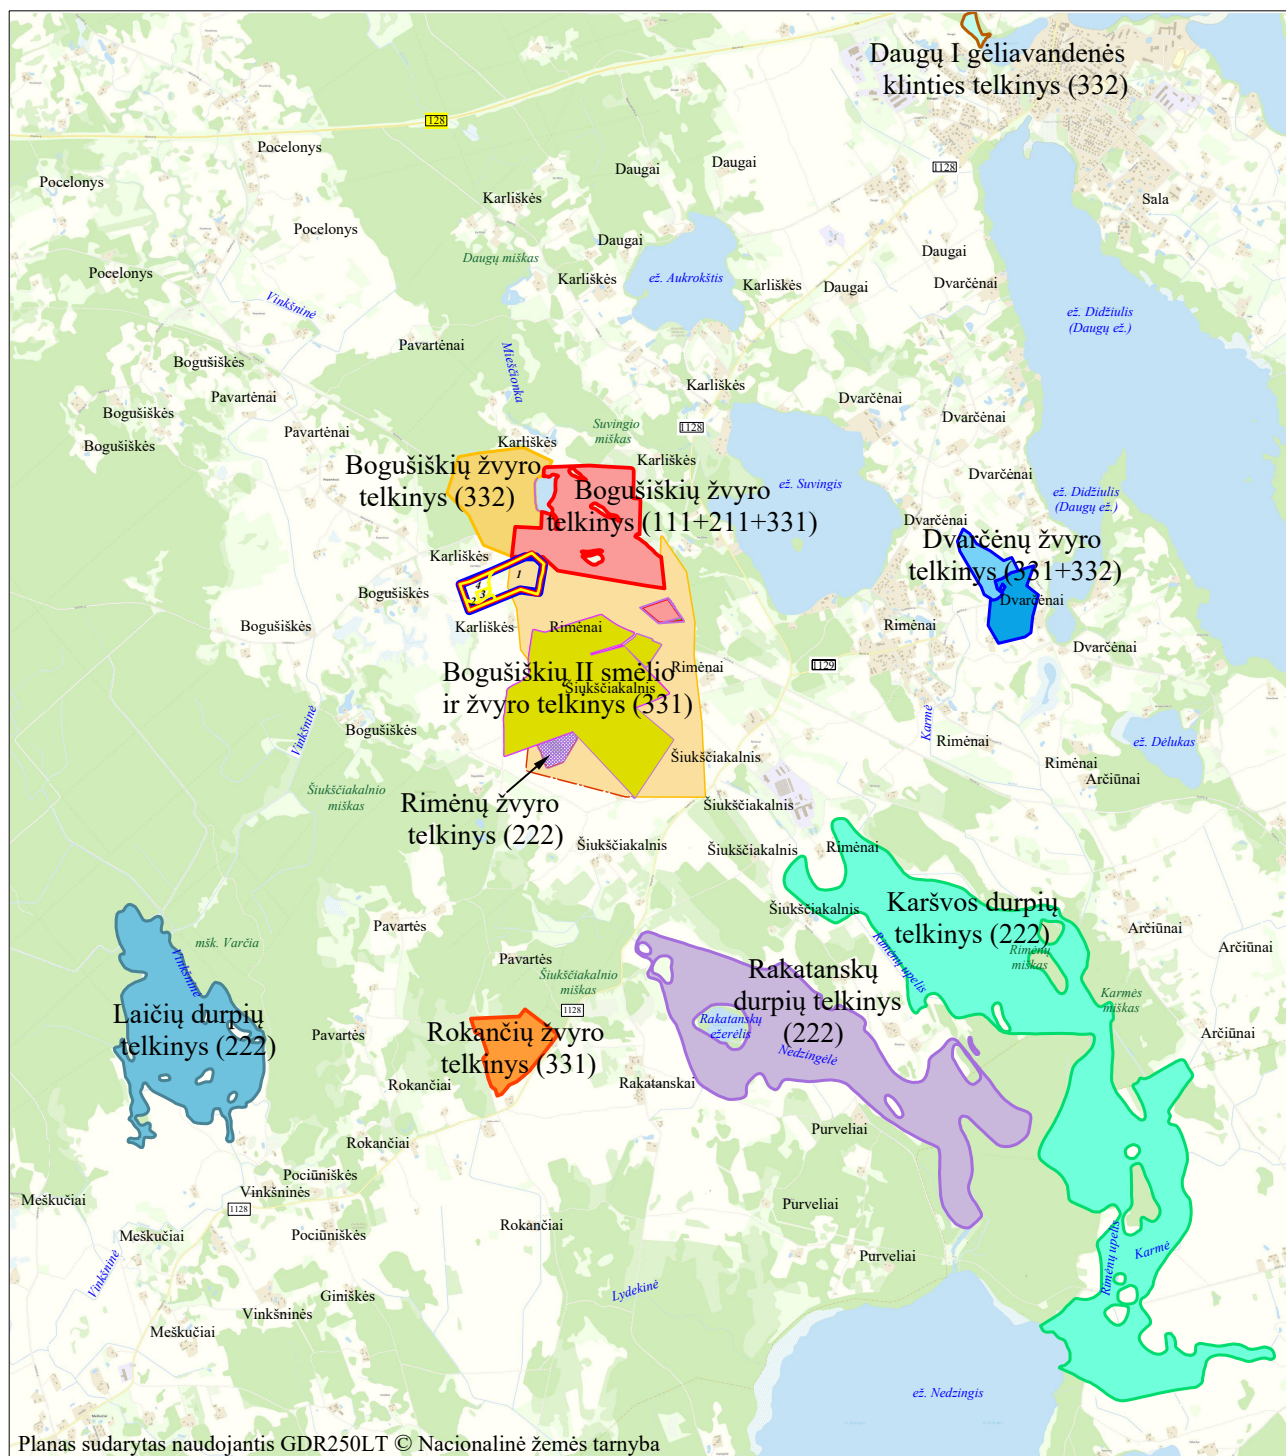 Daugų I gėliavandenės
klinties telkinys (332)
128
Pocelonys
Daugai
Daugai
1128
Pocelonys
Karliškės
Sala
Pocelonys
Daugai
Daugai
Daugų miškas
Pocelonys
Karliškės
ež. Aukrokštis
Karliškės
Daugai
Dvarčėnai
Vinkšninė
ež. Didžiulis
(Daugų ež.)
Pavartėnai
Mieščionka
Bogušiškės
Karliškės
Pavartėnai
Dvarčėnai
Bogušiškės
Suvingio
miškas
1128
Dvarčėnai
Pavartėnai
Bogušiškės
Karliškės
Karliškės
Bogušiškių žvyro
telkinys (332)
Bogušiškių žvyro
telkinys (111+211+331)
ež. Suvingis
Dvarčėnai
ež. Didžiulis
(Daugų ež.)
Dvarčėnai
Dvarčėnų žvyro
telkinys (331+332)
Karliškės
1
4
3
2
Bogušiškės
Dvarčėnai
Bogušiškės
Karliškės
Rimėnai
Rimėnai
Dvarčėnai
Bogušiškių II smėlio
ir žvyro telkinys (331)
Šiukščiakalnis
Rimėnai
1129
Vinkšninė
Bogušiškės
Karmė
Rimėnai
ež. Dėlukas
Šiukščiakalnis
Rimėnai
Arčiūnai
Šiukščiakalnio
miškas
Rimėnų žvyro
telkinys (222)
Šiukščiakalnis
Šiukščiakalnis
Šiukščiakalnis
Rimėnai
Šiukščiakalnis
Karšvos durpių
telkinys (222)
Pavartės
Arčiūnai
mšk. Varčia
Vinkšninė
Arčiūnai
Rimėnų
miškas
Pavartės
Šiukščiakalnio
miškas
Rimėnų upelis
Rakatanskų
durpių telkinys
(222)
Karmės
miškas
Laičių durpių
telkinys (222)
1128
Rakatanskų
ežerėlis
Pavartės
Rokančių žvyro
telkinys (331)
Nedzingėlė
Arčiūnai
Rokančiai
Rakatanskai
Rokančiai
Purveliai
Pociūniškės
Vinkšninės
Meškučiai
1128
Purveliai
Meškučiai
Pociūniškės
Rokančiai
Purveliai
Rimėnų upelis
Karmė
Vinkšninė
Lydekinė
Giniškės
Vinkšninės
Meškučiai
ež. Nedzingis
Planas sudarytas naudojantis GDR250LT © Nacionalinė žemės tarnyba